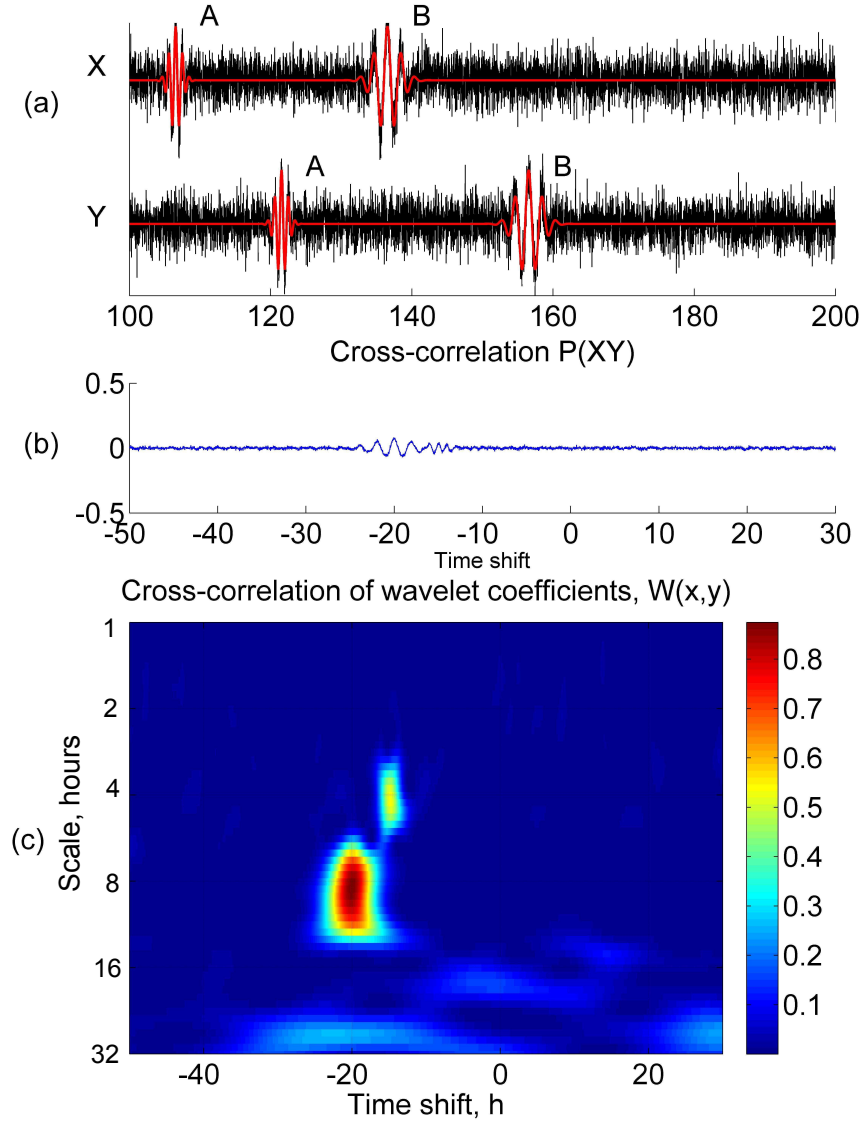 A B
X
(a)
A B
Y
100 120 140 160 180 200
Cross-correlation P(XY)
0.5
(b) 0
-0.5
-50 -40 -30 -20 -10 0 10 20 30
Time shift
Cross-correlation of wavelet coefficients, W(x,y)
1
2
4
8
16
32
Scale, hours
(c)
0.8
0.7
0.6
0.5
0.4
0.3
0.2
0.1
-40 -20 0 20
Time shift, h